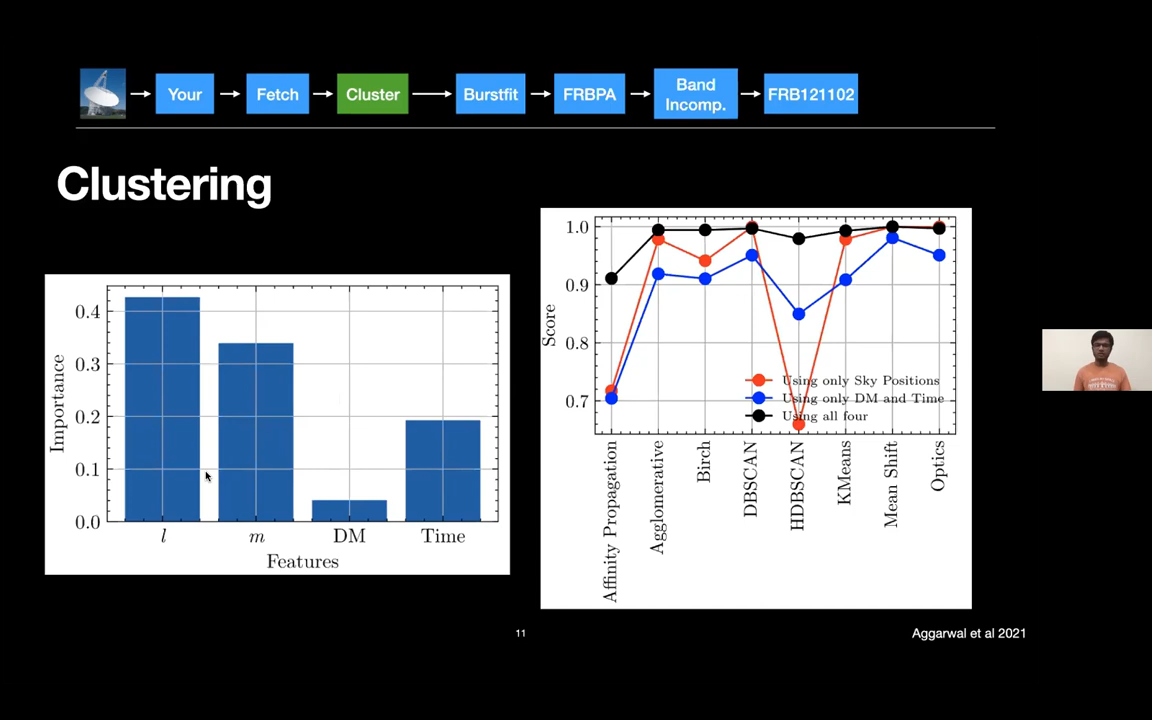 Your
Fetch
Cluster
Burstfit
FRBPA
Band
Incomp.
FRB121102
Clustering
0.4
0.3
0.2
0.1
0.0
Importance
l
m
DM
Time
Features
1.0
0.9
0.8
0.7
Score
Using only Sky Positions
Using only DM and Time
Using all four
Affinity Propagation
Agglomerative
Birch
DBSCAN
HDBSCAN
KMeans
Mean Shift
Optics
11
Aggarwal et al 2021